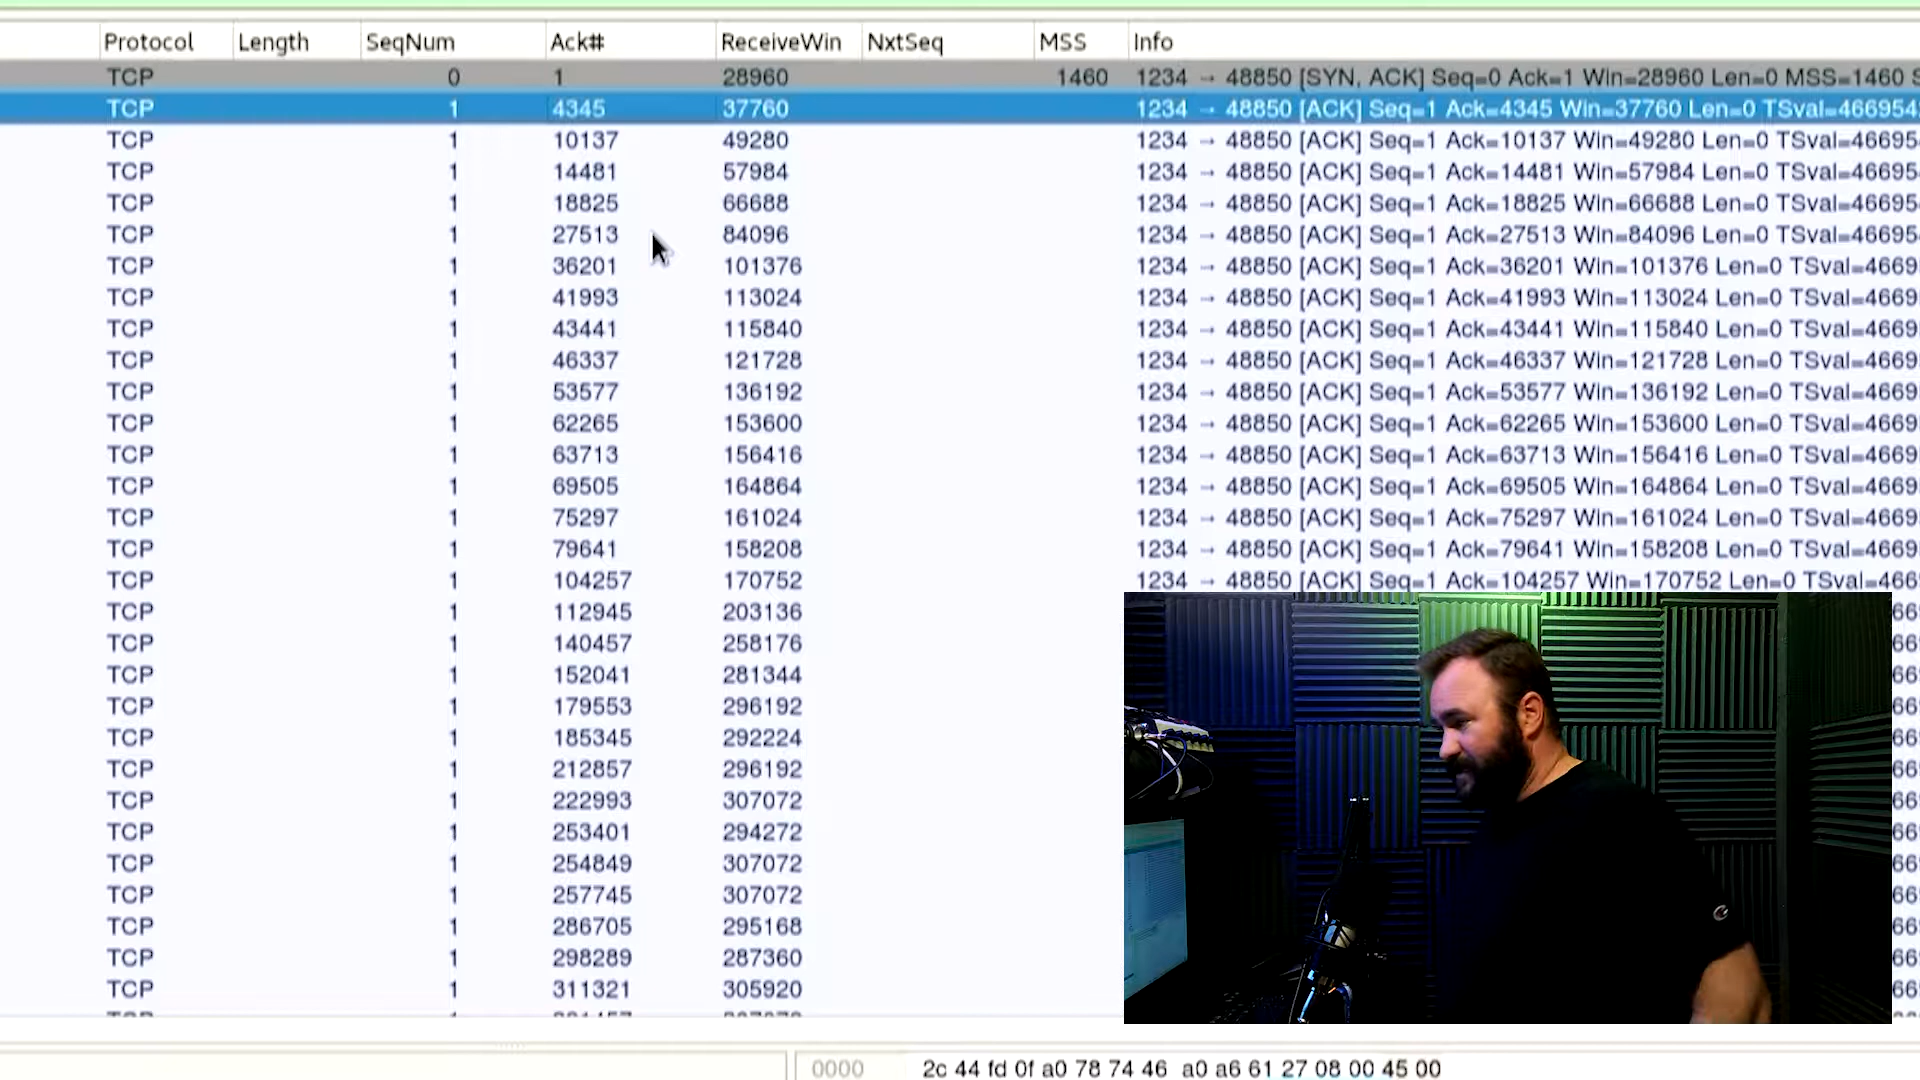 Protocol Length SeqNum Ack# ReceiveWin NxtSeq MSS Info
TCP 0 1 28960 1460 1234 → 48850 [SYN, ACK] Seq=0 Ack=1 Win=28960 Len=0 MSS=1460 S
TCP 1 4345 37760 1234 → 48850 [ACK] Seq=1 Ack=4345 Win=37760 Len=0 TSval=466954
TCP 1 10137 49280 1234 → 48850 [ACK] Seq=1 Ack=10137 Win=49280 Len=0 TSval=46695
TCP 1 14481 57984 1234 → 48850 [ACK] Seq=1 Ack=14481 Win=57984 Len=0 TSval=46695
TCP 1 18825 66688 1234 → 48850 [ACK] Seq=1 Ack=18825 Win=66688 Len=0 TSval=46695
TCP 1 27513 84096 1234 → 48850 [ACK] Seq=1 Ack=27513 Win=84096 Len=0 TSval=46695
TCP 1 36201 101376 1234 → 48850 [ACK] Seq=1 Ack=36201 Win=101376 Len=0 TSval=4669
TCP 1 41993 113024 1234 → 48850 [ACK] Seq=1 Ack=41993 Win=113024 Len=0 TSval=4669
TCP 1 43441 115840 1234 → 48850 [ACK] Seq=1 Ack=43441 Win=115840 Len=0 TSval=4669
TCP 1 46337 121728 1234 → 48850 [ACK] Seq=1 Ack=46337 Win=121728 Len=0 TSval=4669
TCP 1 53577 136192 1234 → 48850 [ACK] Seq=1 Ack=53577 Win=136192 Len=0 TSval=4669
TCP 1 62265 153600 1234 → 48850 [ACK] Seq=1 Ack=62265 Win=153600 Len=0 TSval=4669
TCP 1 63713 156416 1234 → 48850 [ACK] Seq=1 Ack=63713 Win=156416 Len=0 TSval=4669
TCP 1 69505 164864 1234 → 48850 [ACK] Seq=1 Ack=69505 Win=164864 Len=0 TSval=4669
TCP 1 75297 161024 1234 → 48850 [ACK] Seq=1 Ack=75297 Win=161024 Len=0 TSval=4669
TCP 1 79641 158208 1234 → 48850 [ACK] Seq=1 Ack=79641 Win=158208 Len=0 TSval=4669
TCP 1 104257 170752 1234 → 48850 [ACK] Seq=1 Ack=104257 Win=170752 Len=0 TSval=466
TCP 1 112945 203136
TCP 1 140457 258176
TCP 1 152041 281344
TCP 1 179553 296192
TCP 1 185345 292224
TCP 1 212857 296192
TCP 1 222993 307072
TCP 1 253401 294272
TCP 1 254849 307072
TCP 1 257745 307072
TCP 1 286705 295168
TCP 1 298289 287360
TCP 1 311321 305920
0000 2c 44 fd 0f a0 78 74 46 a0 a6 61 27 08 00 45 00